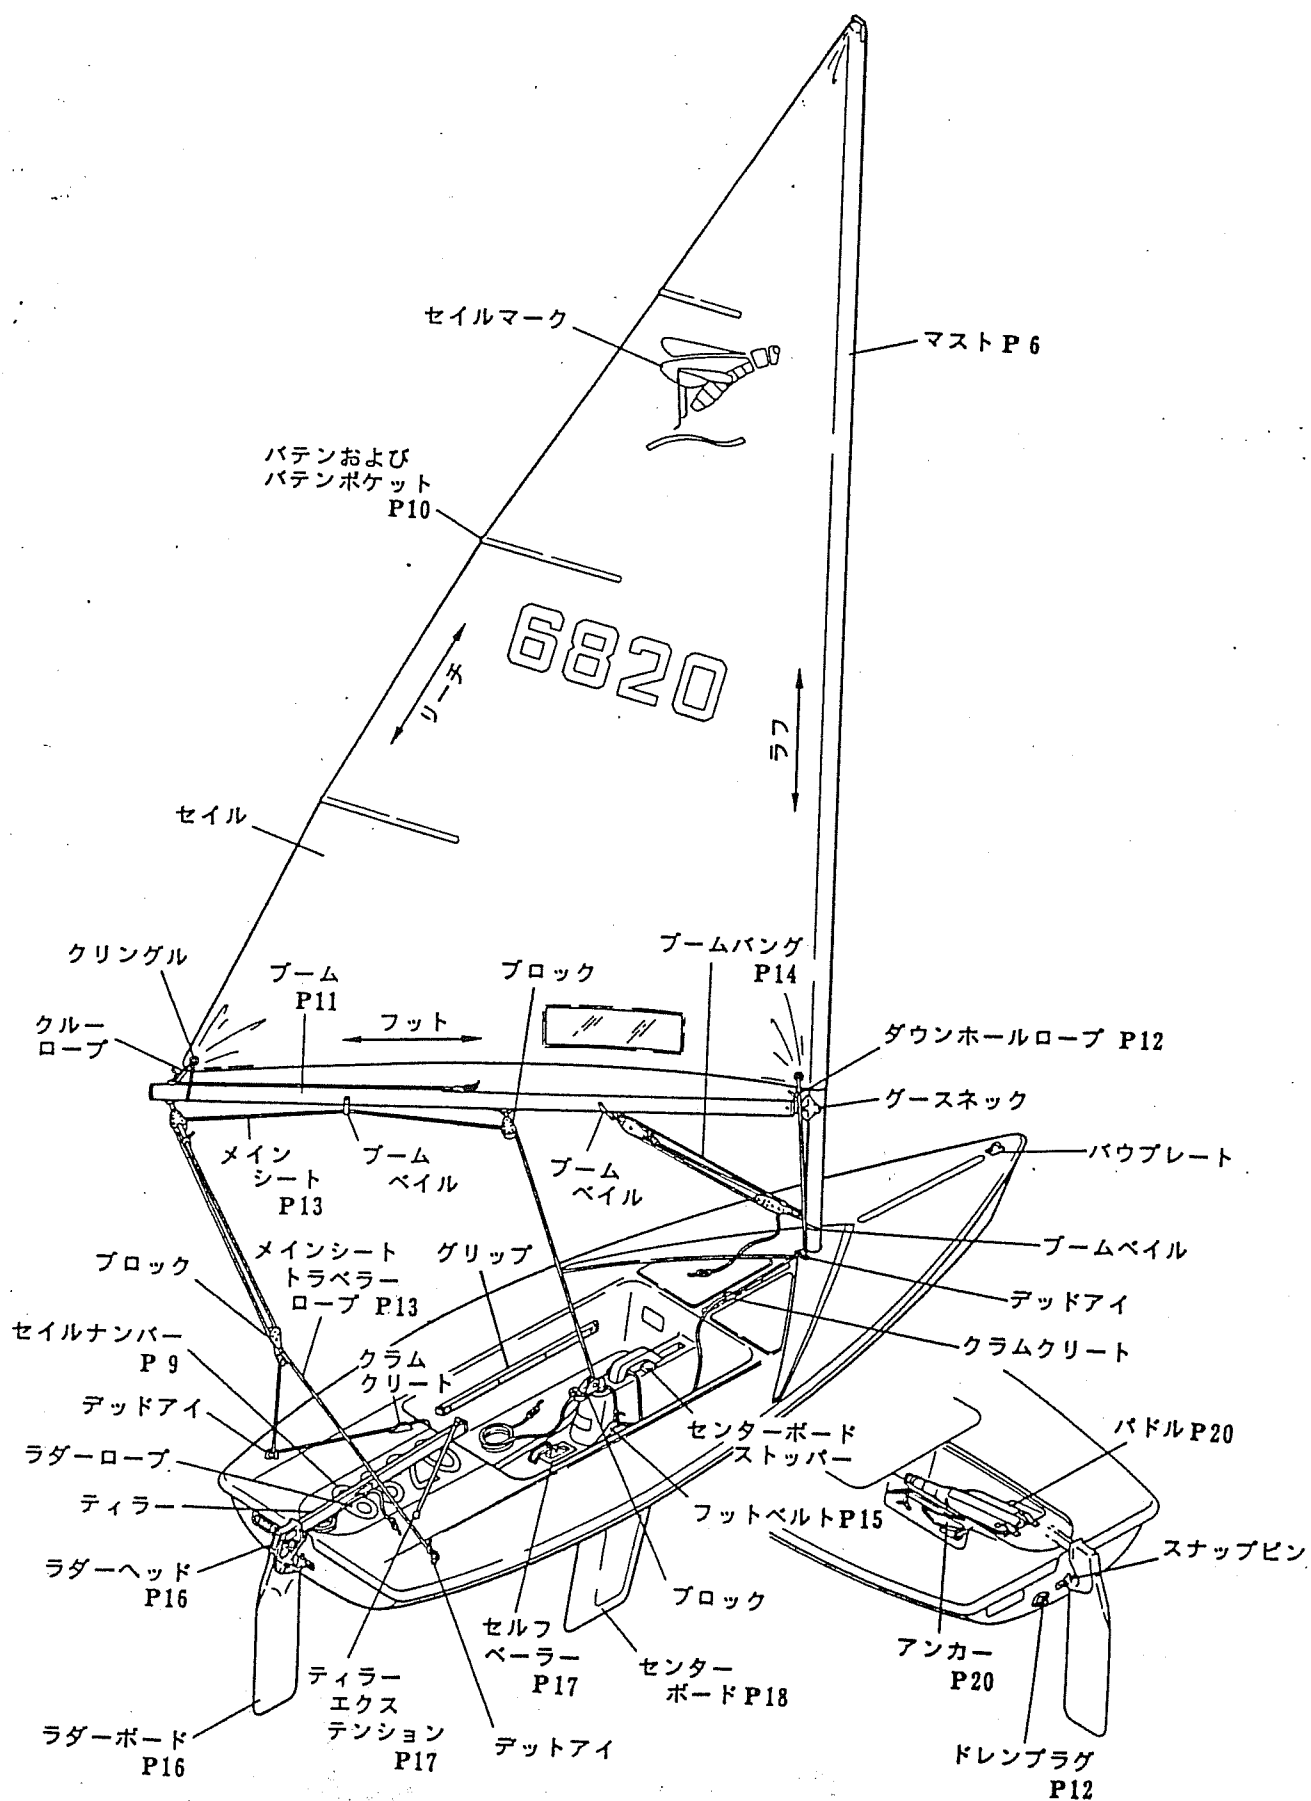 セイルマーク
マストP 6
バテンおよび
バテンポケット
P10
6820
リーチ
ラフ
セイル
クリングル
ブーム
P11
ブロック
ブームバング
P14
クルー
ロープ
フット
ダウンホールロープ P12
グースネック
メイン
シート
P13
ブーム
ベイル
ブーム
ベイル
バウプレート
ブロック
メインシート
トラベラー
ロープ P13
グリップ
ブームベイル
デッドアイ
セイルナンバー
P 9
クラム
クリート
クラムクリート
デッドアイ
センターボード
ストッパー
パドルP20
ラダーロープ
ティラー
フットベルトP15
スナップピン
ラダーヘッド
P16
ブロック
セルフ
ベーラー
P17
アンカー
P20
センター
ボードP18
ティラー
エクス
テンション
P17
ラダーボード
P16
デットアイ
ドレンプラグ
P12